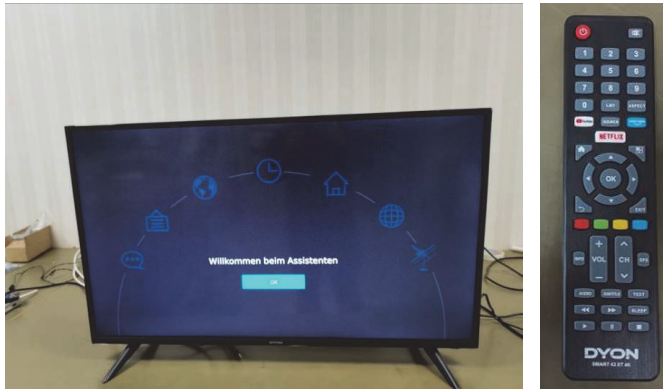 Willkommen beim Assistenten
OK
1 2 3
4 5 6
7 8 9
0 LIST ASPECT
YouTube SOURCE
NETFLIX
OK
EXIT
+ ^
VOL CH
- v
INFO EPG
AUDIO SUBTITLE TEXT
SLEEP
DYON